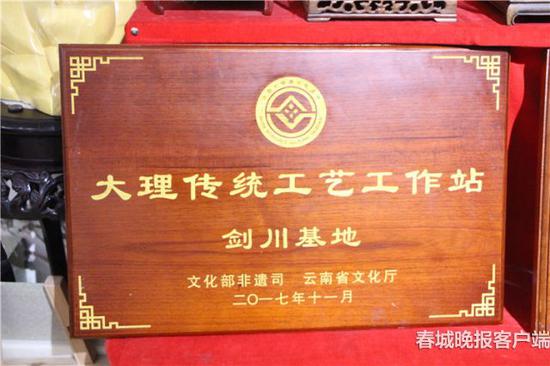 大理传统工艺工作站
剑川基地
文化部非遗司 云南省文化厅
二〇一七年十一月
春城晚报客户端